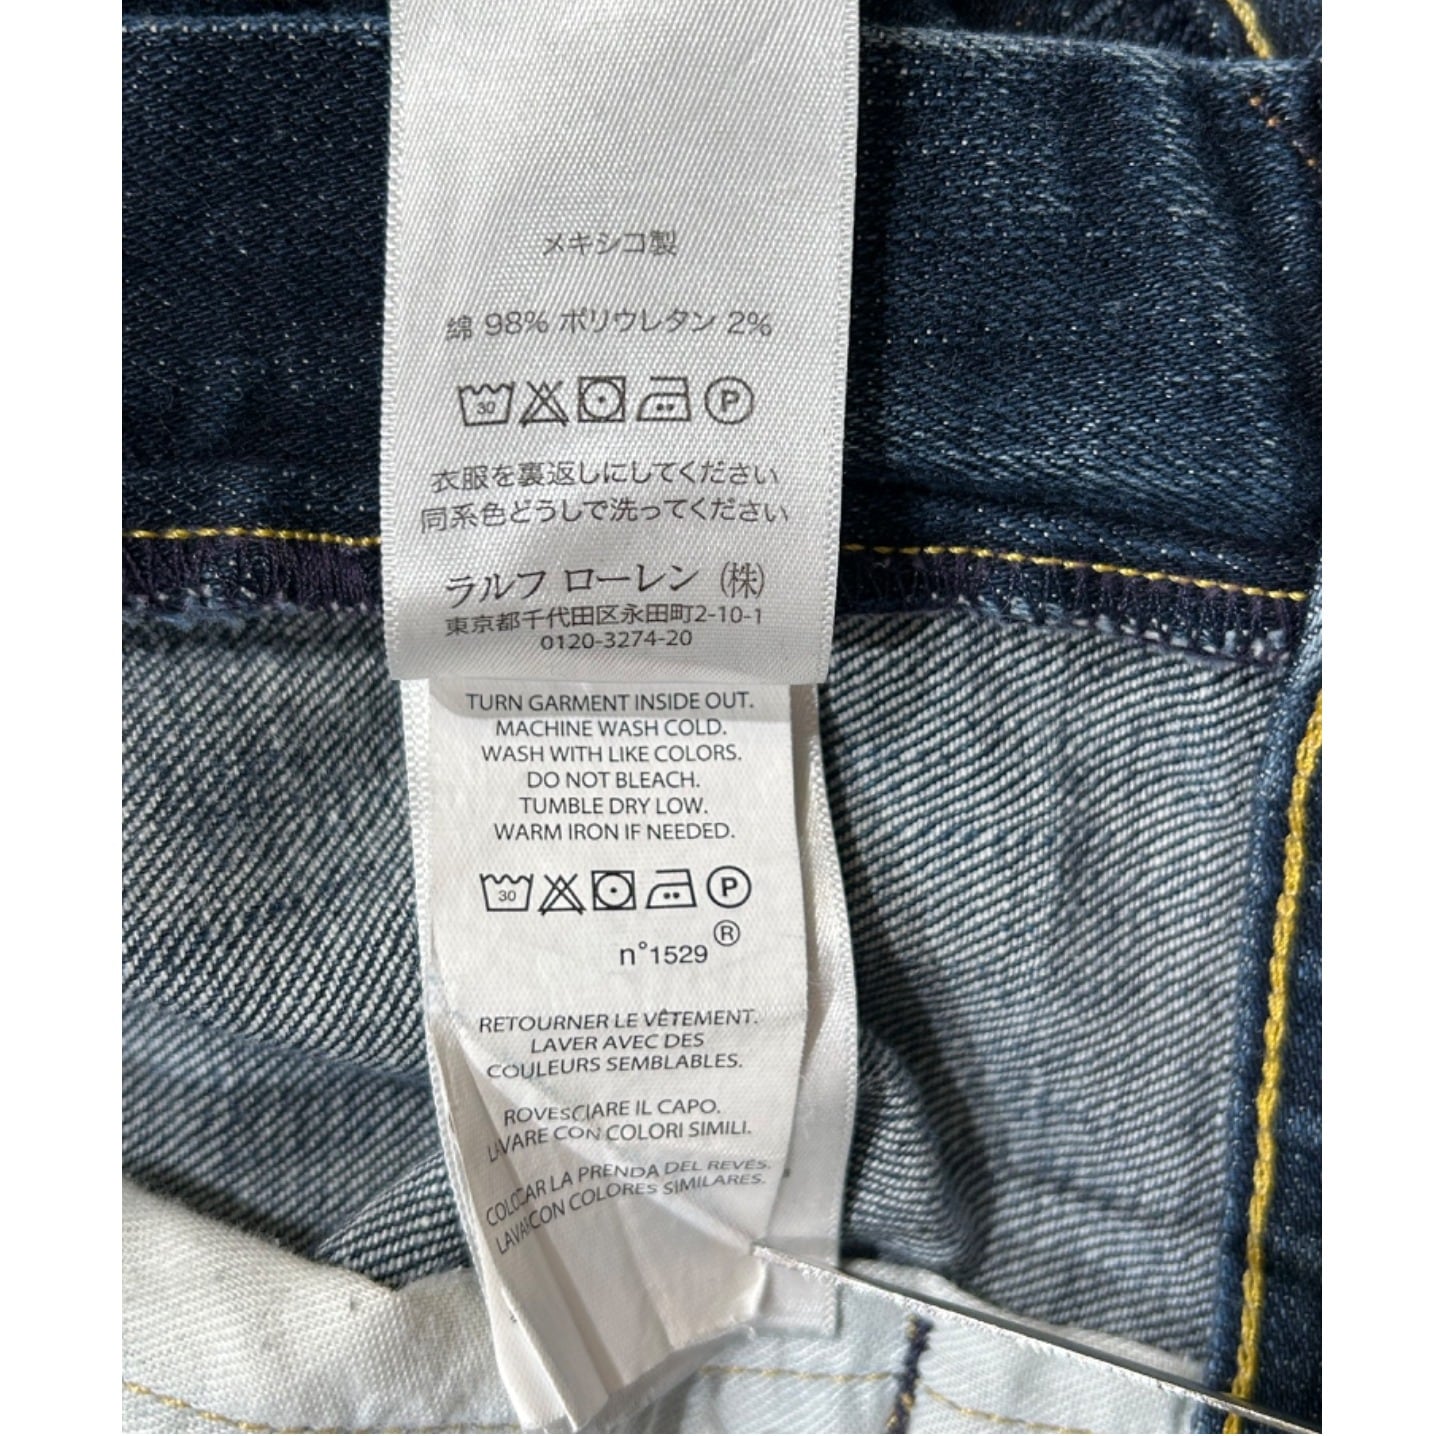 メキシコ製
綿 98% ポリウレタン 2%
30 P
衣服を裏返しにしてください
同系色どうしで洗ってください
ラルフ ローレン (株)
東京都千代田区永田町2-10-1
0120-3274-20
TURN GARMENT INSIDE OUT.
MACHINE WASH COLD.
WASH WITH LIKE COLORS.
DO NOT BLEACH.
TUMBLE DRY LOW.
WARM IRON IF NEEDED.
30 P
n°1529 ®
RETOURNER LE VÊTEMENT.
LAVER AVEC DES
COULEURS SEMBLABLES.
ROVESCIARE IL CAPO.
LAVARE CON COLORI SIMILI.
COLOCAR LA PRENDA DEL REVÉS.
LAVAR CON COLORES SIMILARES.